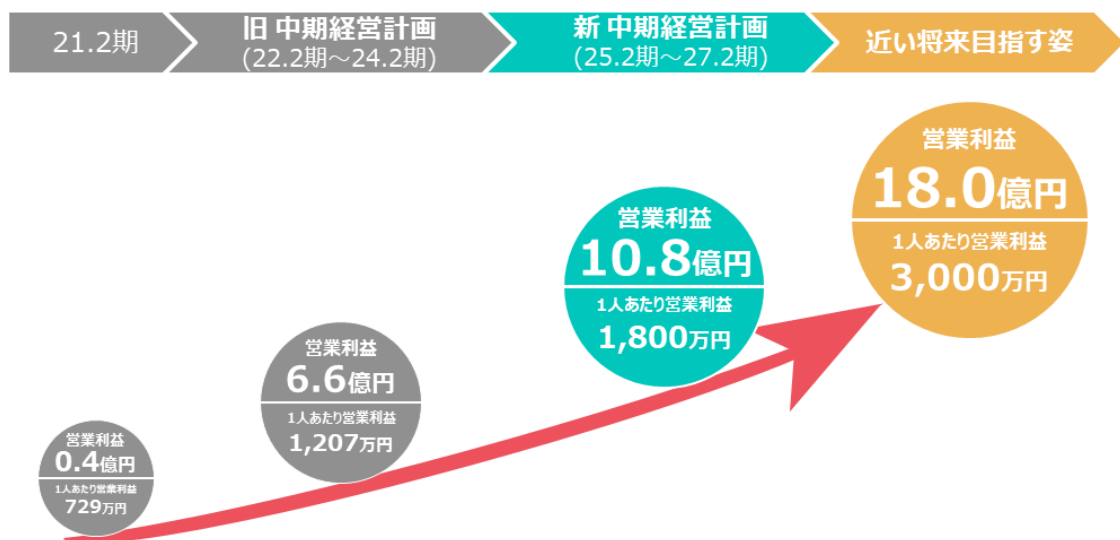 21.2期
旧 中期経営計画
(22.2期～24.2期)
新 中期経営計画
(25.2期～27.2期)
近い将来目指す姿
営業利益
0.4億円
1人あたり営業利益
729万円
営業利益
6.6億円
1人あたり営業利益
1,207万円
営業利益
10.8億円
1人あたり営業利益
1,800万円
営業利益
18.0億円
1人あたり営業利益
3,000万円